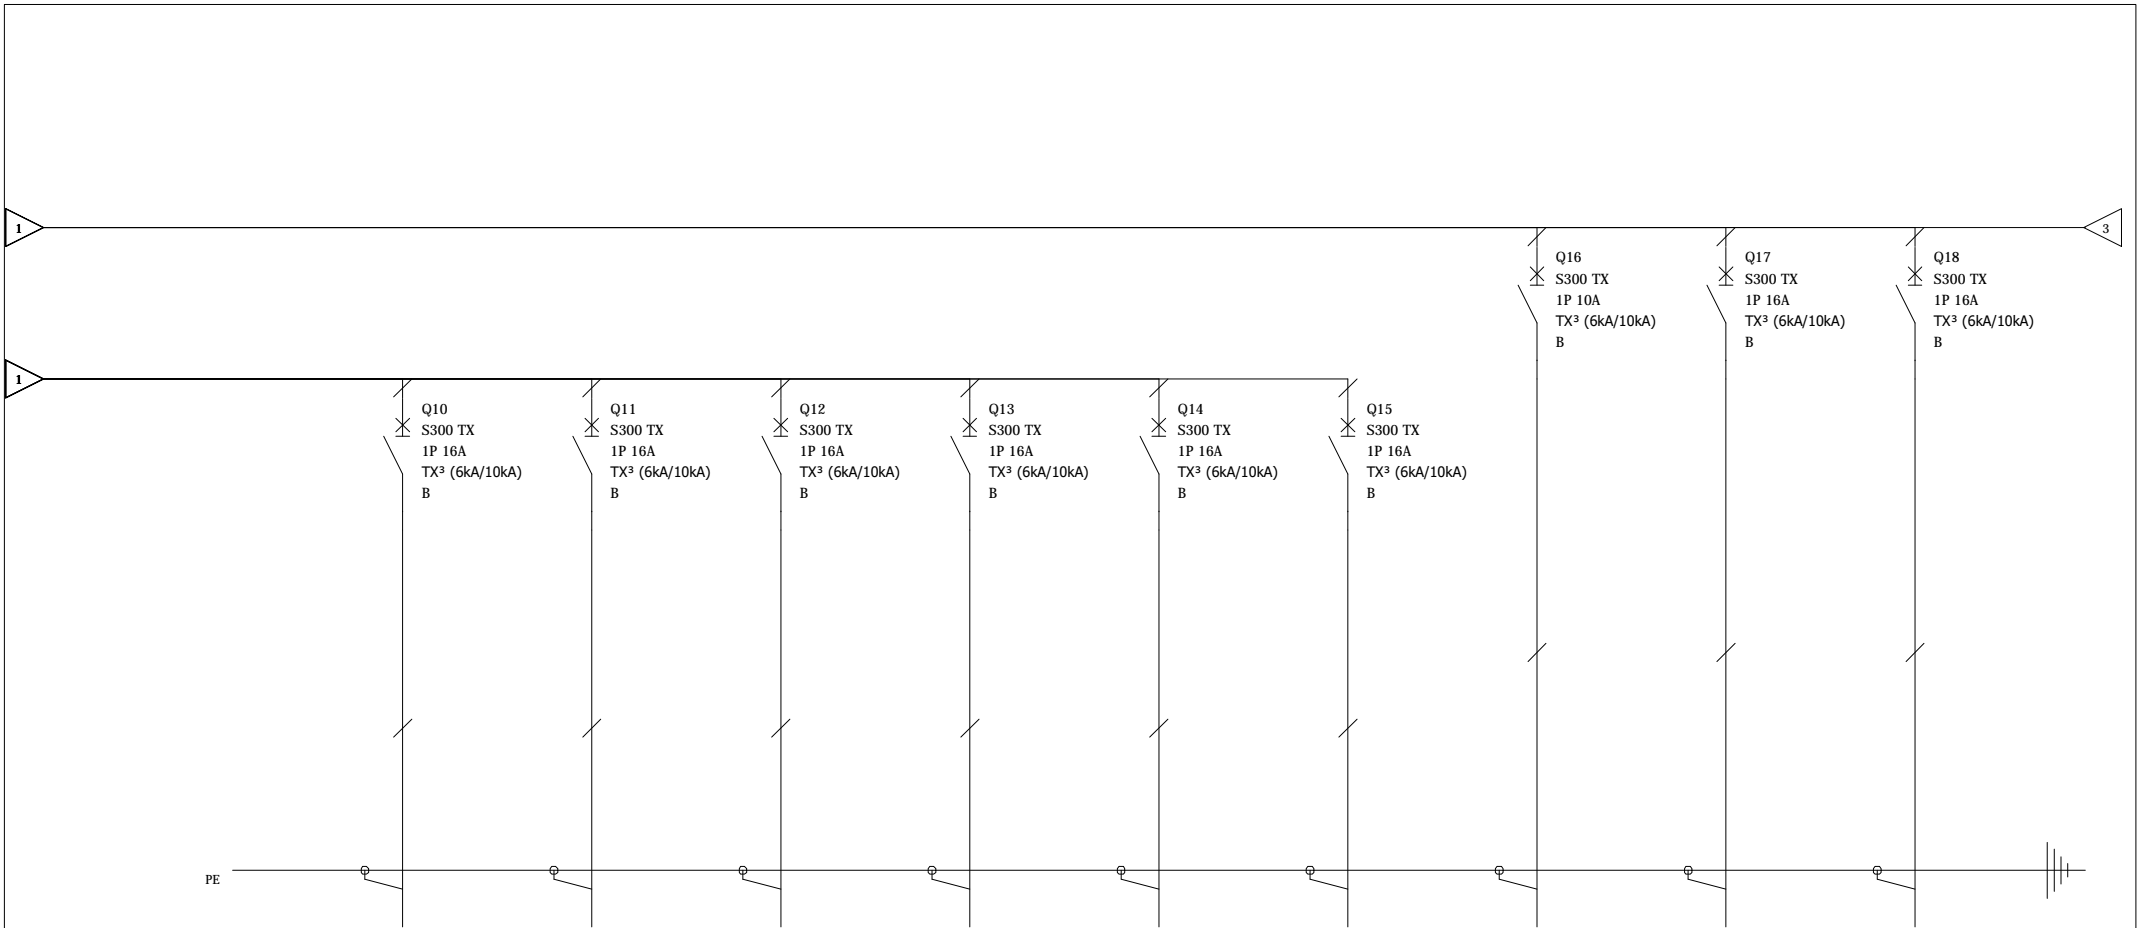 1
3
Q16
S300 TX
1P 10A
TX³ (6kA/10kA)
B
Q17
S300 TX
1P 16A
TX³ (6kA/10kA)
B
Q18
S300 TX
1P 16A
TX³ (6kA/10kA)
B
1
Q10
S300 TX
1P 16A
TX³ (6kA/10kA)
B
Q11
S300 TX
1P 16A
TX³ (6kA/10kA)
B
Q12
S300 TX
1P 16A
TX³ (6kA/10kA)
B
Q13
S300 TX
1P 16A
TX³ (6kA/10kA)
B
Q14
S300 TX
1P 16A
TX³ (6kA/10kA)
B
Q15
S300 TX
1P 16A
TX³ (6kA/10kA)
B
PE